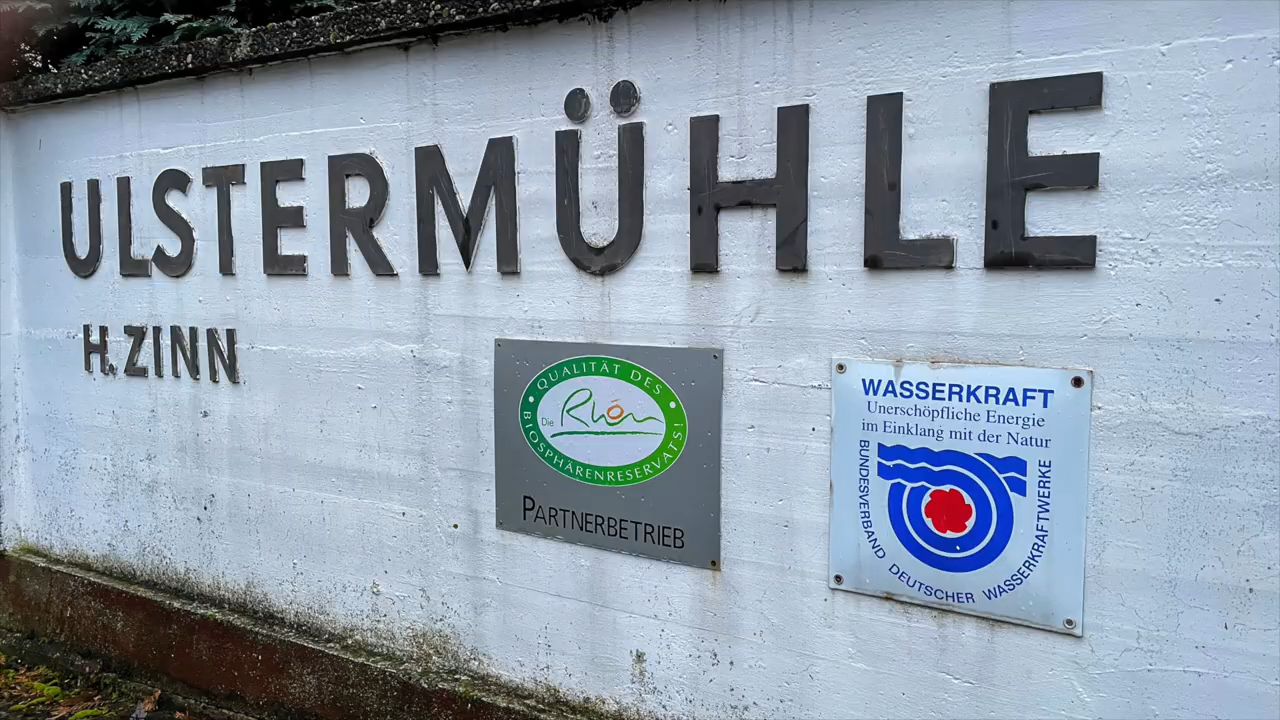 ULSTERMÜHLE
H. ZINN
QUALITÄT DES
Die Rhön
BIOSPHÄRENRESERVATS!
PARTNERBETRIEB
WASSERKRAFT
Unerschöpfliche Energie
im Einklang mit der Natur
BUNDESVERBAND DEUTSCHER WASSERKRAFTWERKE